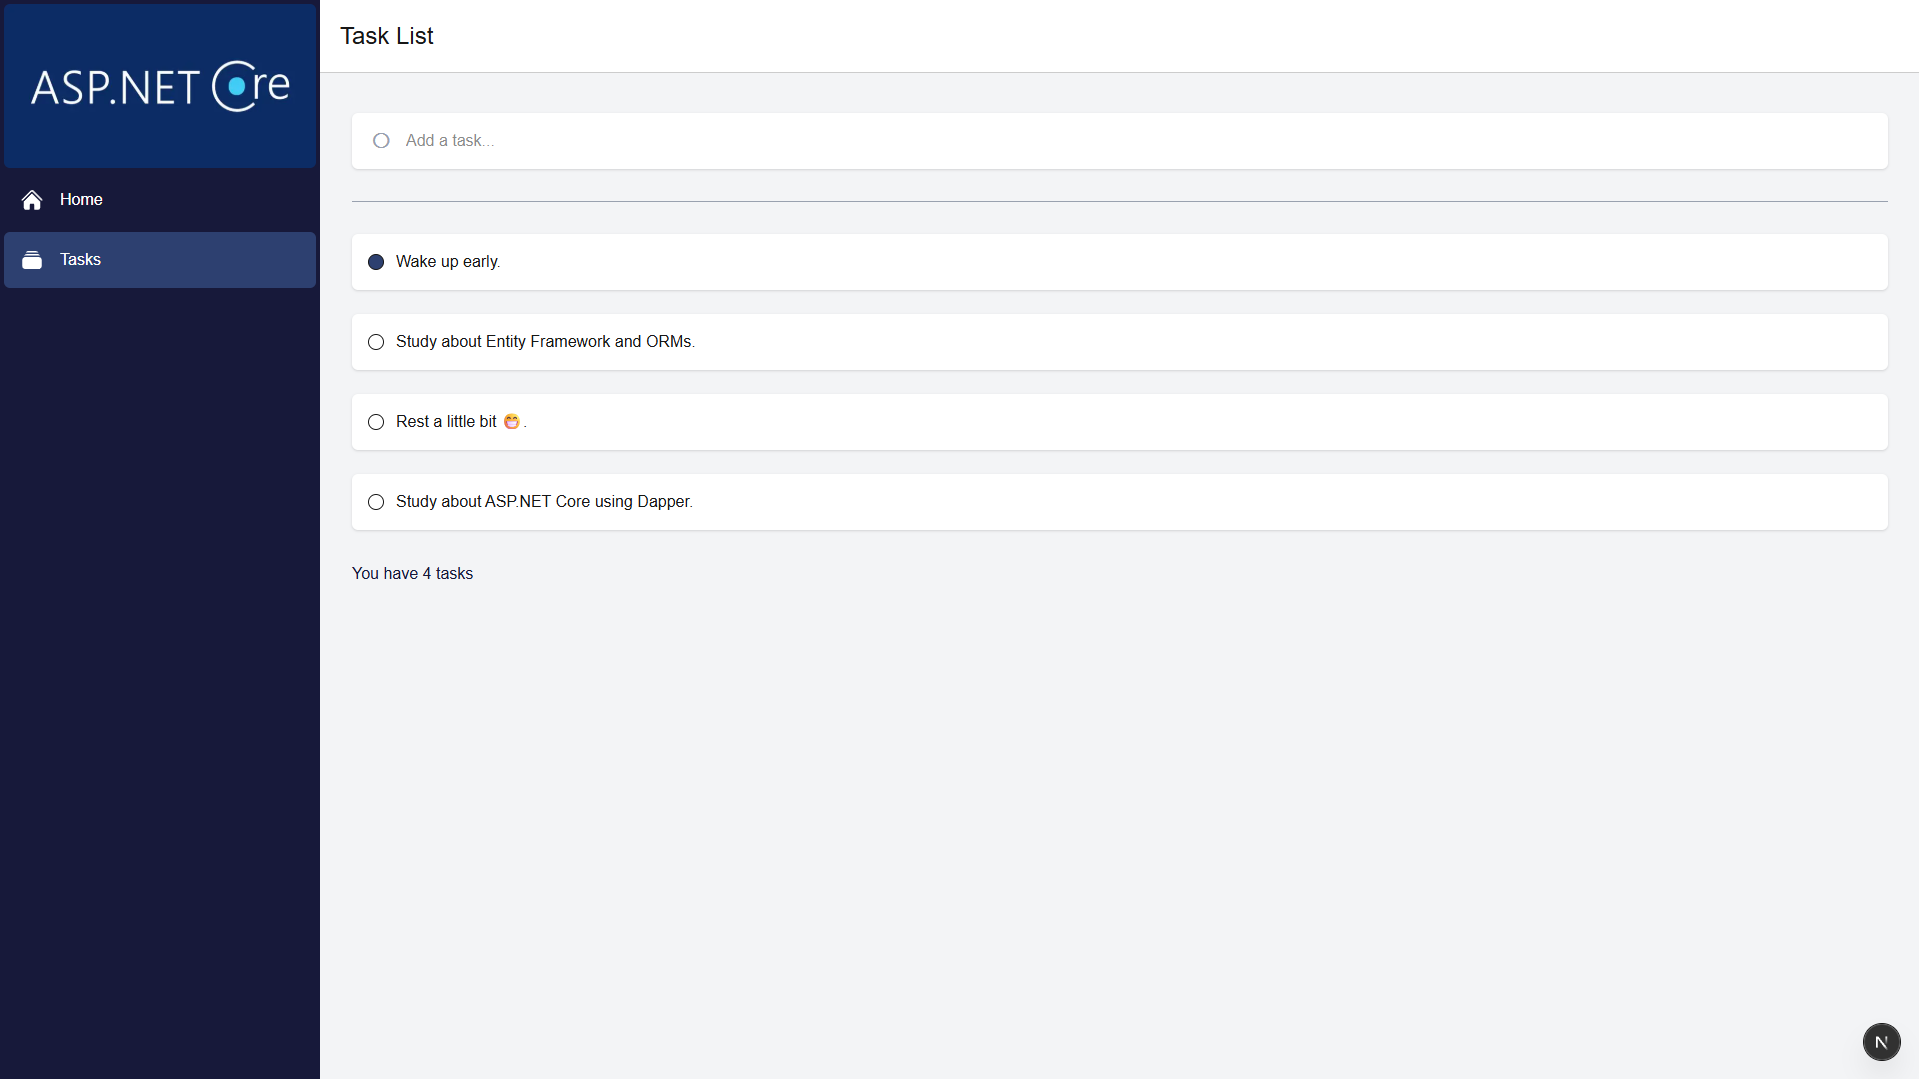 ASP.NET Core
Home
Tasks
Task List
Add a task...
Wake up early.
Study about Entity Framework and ORMs.
Rest a little bit 😁.
Study about ASP.NET Core using Dapper.
You have 4 tasks
N